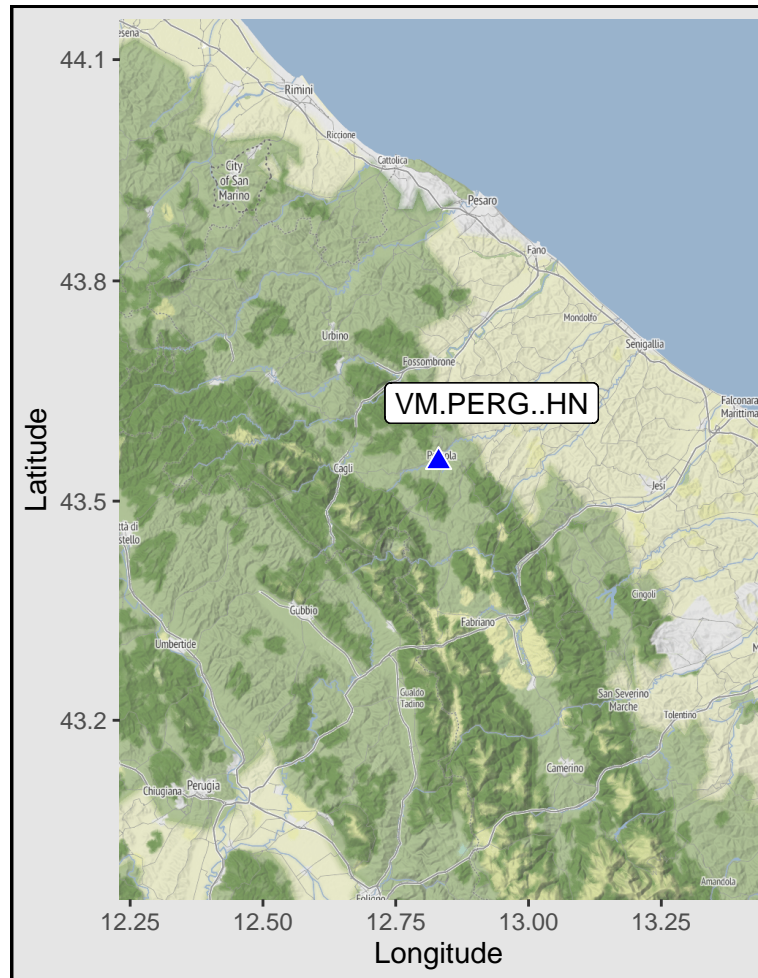 44.1
43.8
43.5
43.2
Latitude
Rimini
Riccione
City
of San
Marino
Cattolica
Pesaro
Fano
Mondolfo
Urbino
Senigallia
Fossombrone
Falconara
Marittima
VM.PERG..HN
Cagli
Jesi
Cingoli
Gubbio
Fabriano
Umbertide
Gualdo
Tadino
San Severino
Marche
Tolentino
Camerino
Perugia
Chiugiana
Amandola
Foligno
12.25
12.50
12.75
13.00
13.25
Longitude